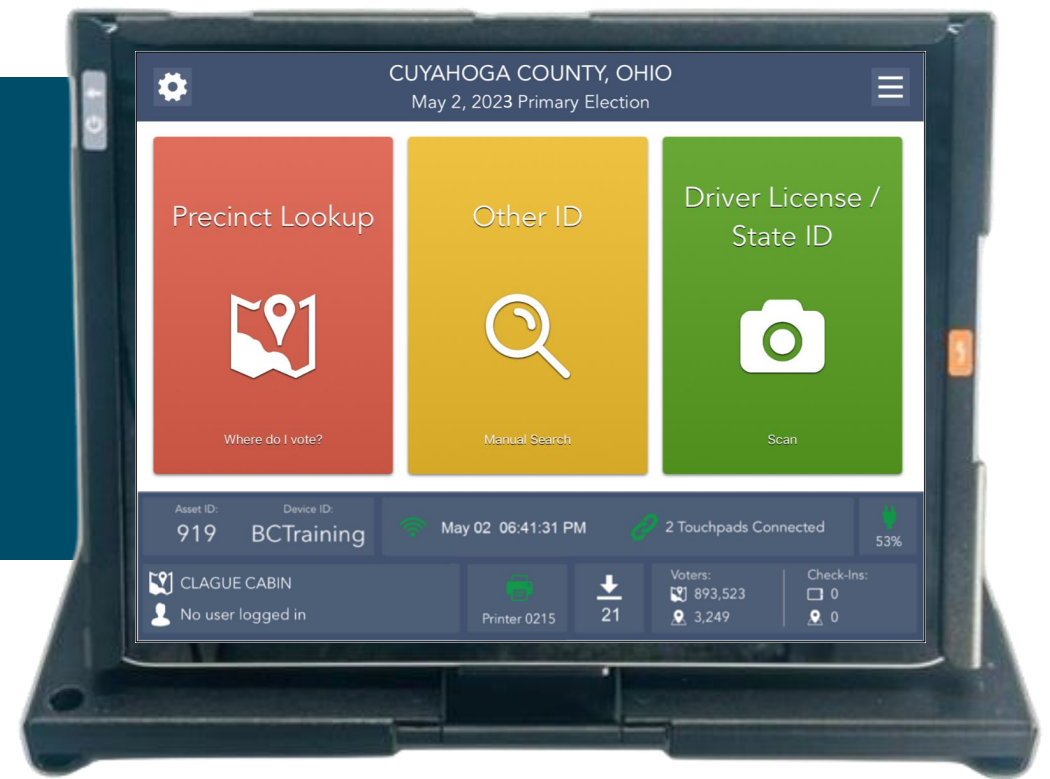 CUYAHOGA COUNTY, OHIO
May 2, 2023 Primary Election
Precinct Lookup
Where do I vote?
Other ID
Manual Search
Driver License /
State ID
Scan
Asset ID:
919
Device ID:
BCTraining
May 02 06:41:31 PM
2 Touchpads Connected
53%
CLAGUE CABIN
No user logged in
Printer 0215
21
Voters:
893,523
3,249
Check-Ins:
0
0